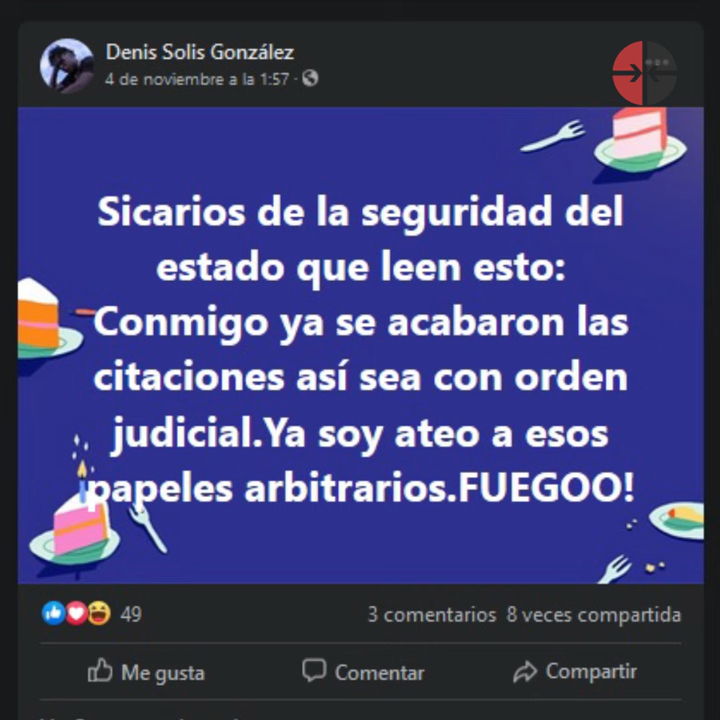 Denis Solis González
4 de noviembre a la 1:57 ·
Sicarios de la seguridad del
estado que leen esto:
Conmigo ya se acabaron las
citaciones así sea con orden
judicial.Ya soy ateo a esos
papeles arbitrarios.FUEGOO!
49
3 comentarios 8 veces compartida
Me gusta Comentar Compartir